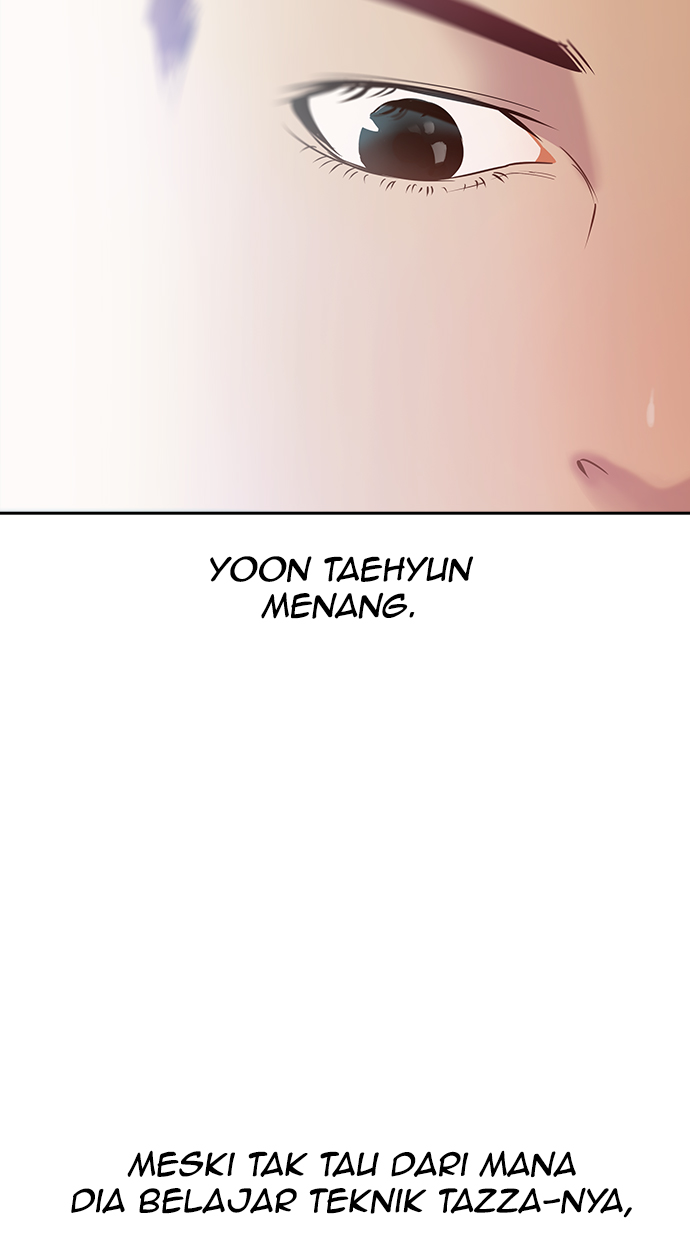 YOON TAEHYUN
MENANG.
MESKI TAK TAU DARI MANA
DIA BELAJAR TEKNIK TAZZA-NYA,